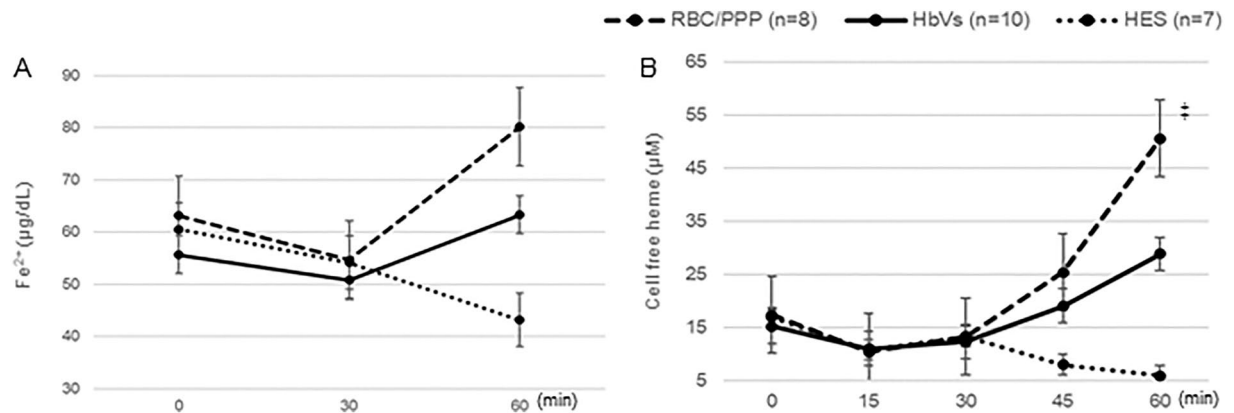 RBC/PPP (n=8) HbVs (n=10) HES (n=7)
A
Fe²⁺ (µg/dL)
90
80
70
60
50
40
30
0 30 60 (min)
B
Cell free heme (µM)
65
55
45
35
25
15
5
0 15 30 45 60 (min)
‡